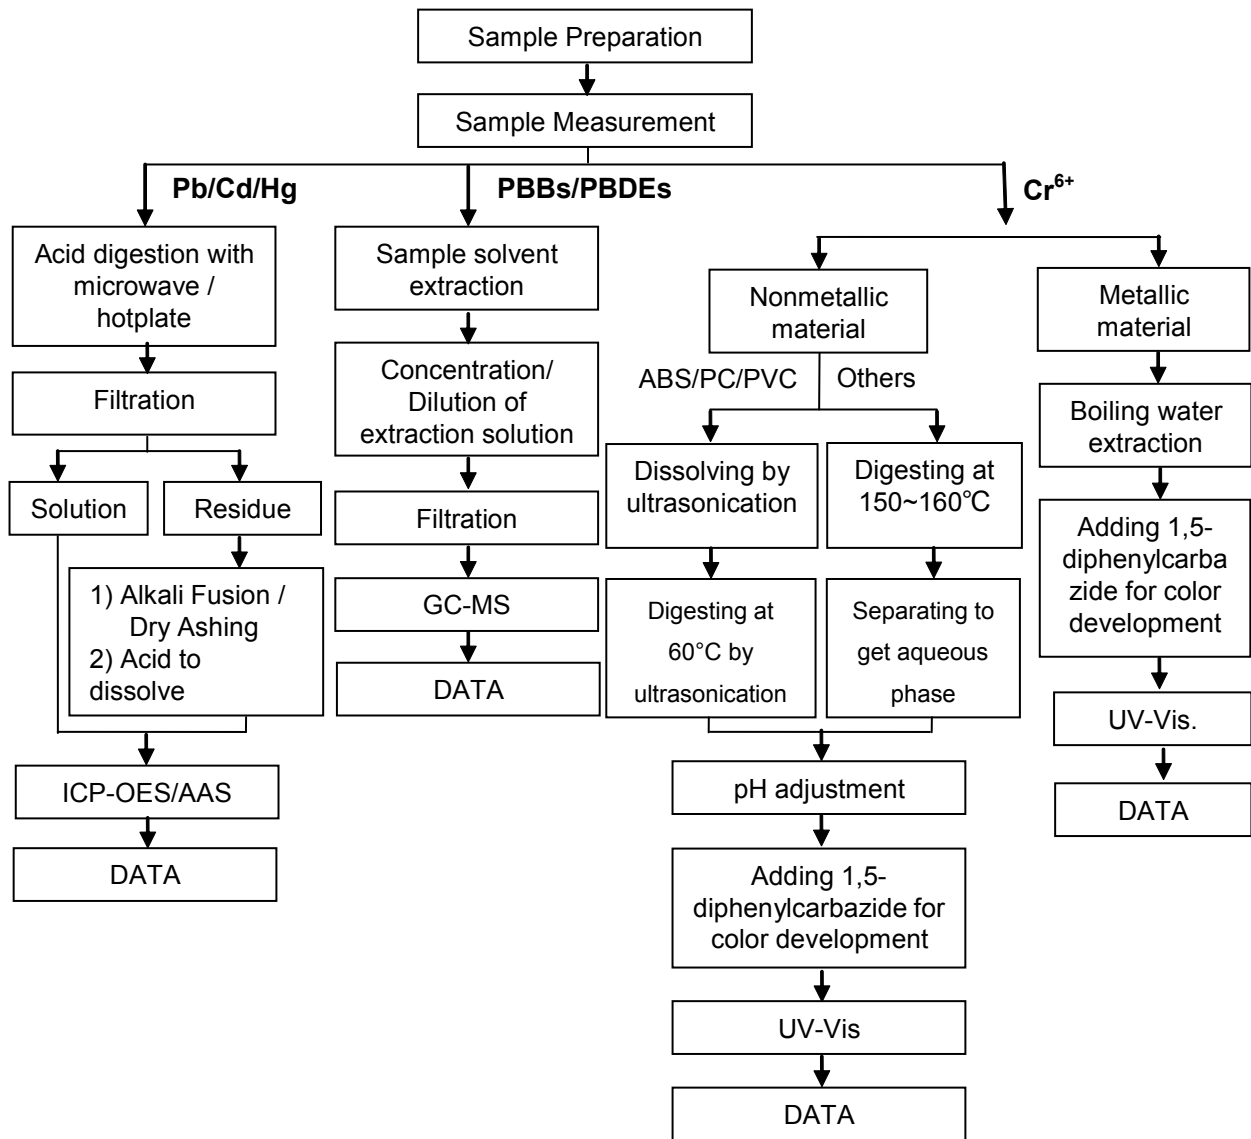 Sample Preparation
Sample Measurement
Pb/Cd/Hg
PBBs/PBDEs
Cr6+
Acid digestion with
microwave /
hotplate
Filtration
Solution
Residue
1) Alkali Fusion /
Dry Ashing
2) Acid to
dissolve
ICP-OES/AAS
DATA
Sample solvent
extraction
Concentration/
Dilution of
extraction solution
Filtration
GC-MS
DATA
Nonmetallic
material
ABS/PC/PVC
Others
Dissolving by
ultrasonication
Digesting at
60°C by
ultrasonication
Digesting at
150~160℃
Separating to
get aqueous
phase
pH adjustment
Adding 1,5-
diphenylcarbazide for
color development
UV-Vis
DATA
Metallic
material
Boiling water
extraction
Adding 1,5-
diphenylcarba
zide for color
development
UV-Vis.
DATA